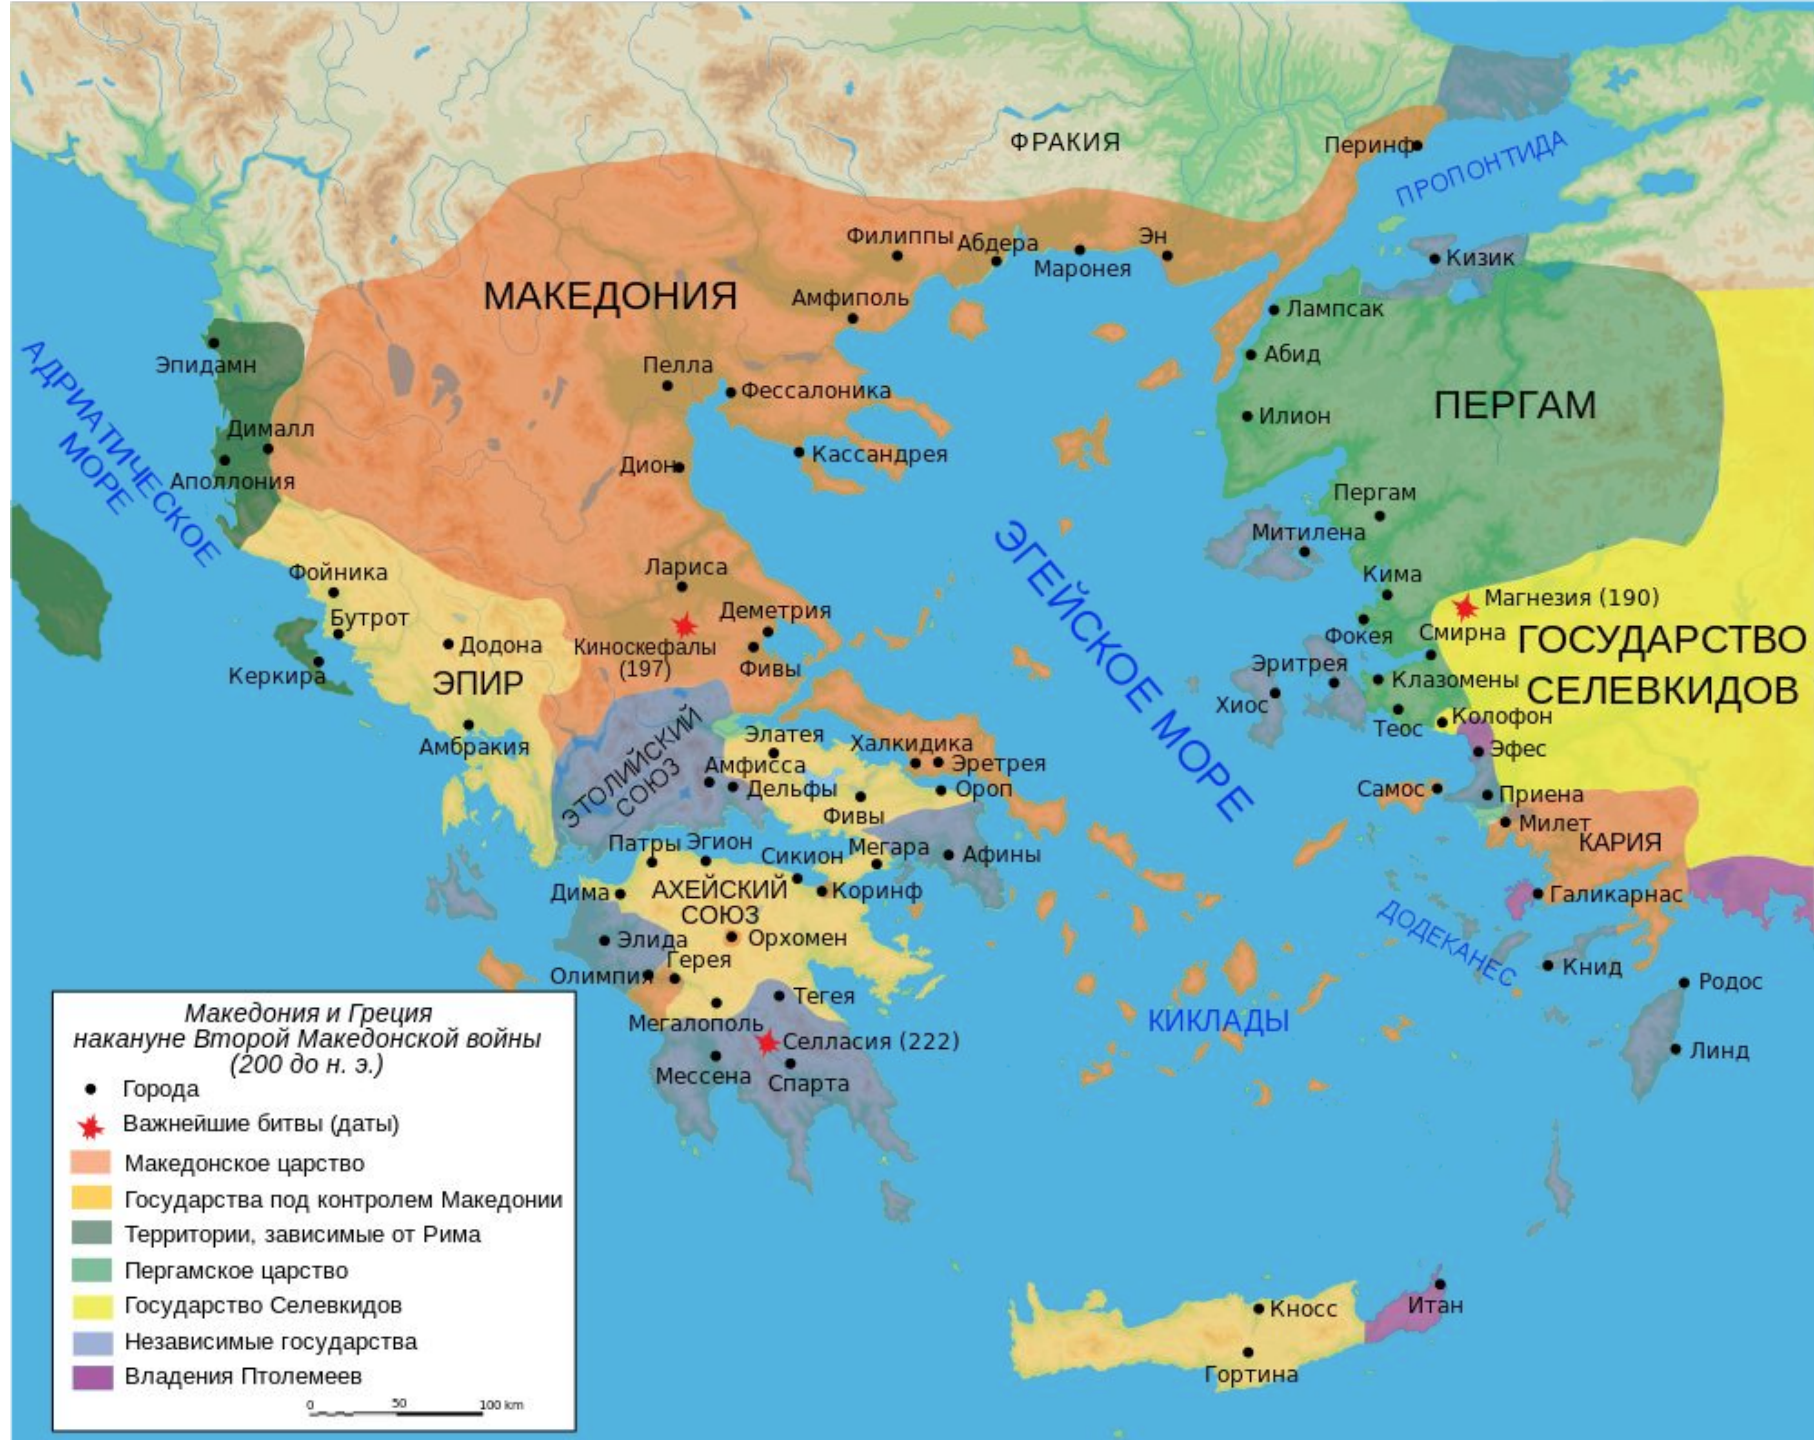 ФРАКИЯ
Перинф
ПРОПОНТИДА
Филиппы
Абдера
Маронея
Эн
Кизик
МАКЕДОНИЯ
Амфиполь
Лампсак
Эпидамн
Пелла
Абид
Фессалоника
ПЕРГАМ
Илион
АДРИАТИЧЕСКОЕ
МОРЕ
Дималл
Кассандрея
Дион
Аполлония
Пергам
Митилена
ЭГЕЙСКОЕ МОРЕ
Фойника
Лариса
Кима
Бутрот
Деметрия
Магнезия (190)
Фокея
Смирна
Додона
Киноскефалы
(197)
Фивы
ГОСУДАРСТВО
СЕЛЕВКИДОВ
Керкира
ЭПИР
Эритрея
Клазомены
Хиос
Амбракия
Теос
Колофон
ЭТОЛИЙСКИЙ
СОЮЗ
Элатея
Халкидика
Эретрея
Эфес
Амфисса
Дельфы
Ороп
Самос
Приена
Фивы
Милет
Патры
Эгион
Сикион
Мегара
Афины
КАРИЯ
Дима
АХЕЙСКИЙ
СОЮЗ
Коринф
Галикарнас
ДОДЕКАНЕС
Элида
Орхомен
Герея
Олимпия
Книд
Родос
Тегея
Мегалополь
КИКЛАДЫ
Селласия (222)
Линд
Мессена
Спарта
Итан
Кносс
Гортина
Македония и Греция
накануне Второй Македонской войны
(200 до н. э.)
Города
Важнейшие битвы (даты)
Македонское царство
Государства под контролем Македонии
Территории, зависимые от Рима
Пергамское царство
Государство Селевкидов
Независимые государства
Владения Птолемеев
0 50 100 km